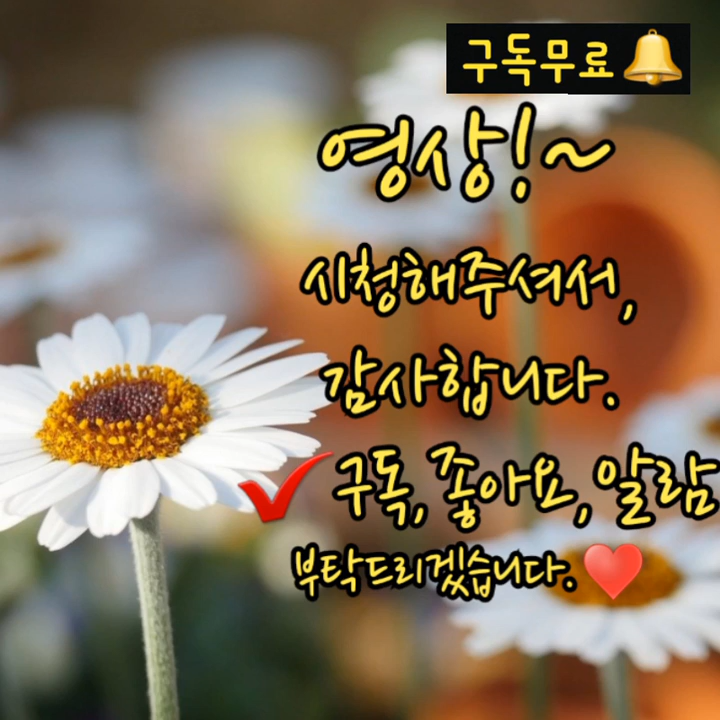 구독무료🔔
영상!~
시청해주셔서,
감사합니다.
✔구독,좋아요,알람
부탁드리겠습니다.❤